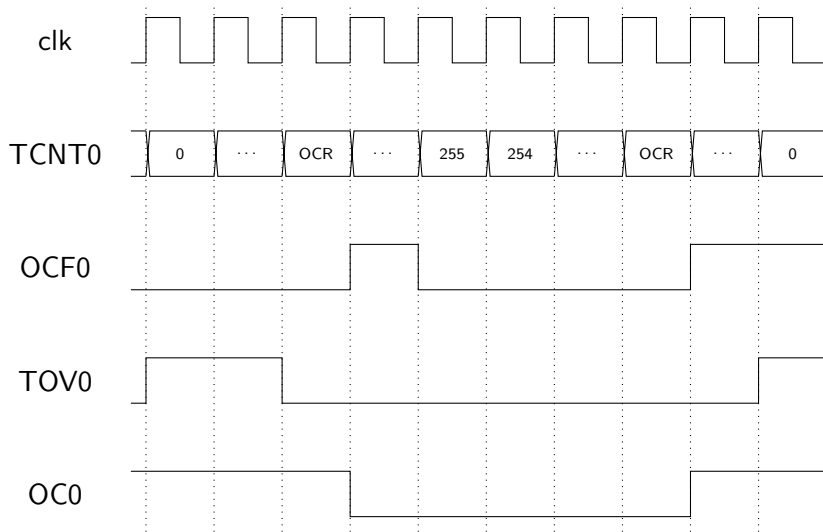 clk
TCNT0 0 ··· OCR ··· 255 254 ··· OCR ··· 0
OCF0
TOV0
OC0